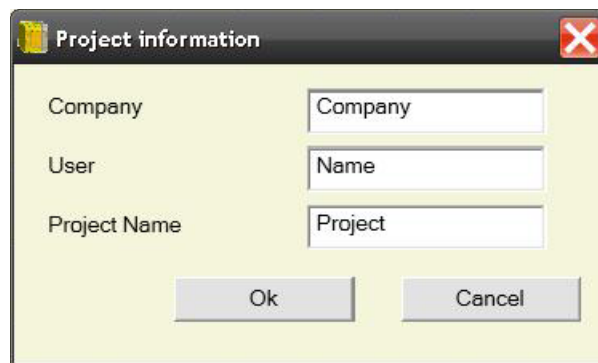 Project information
Company Company
User Name
Project Name Project
Ok Cancel